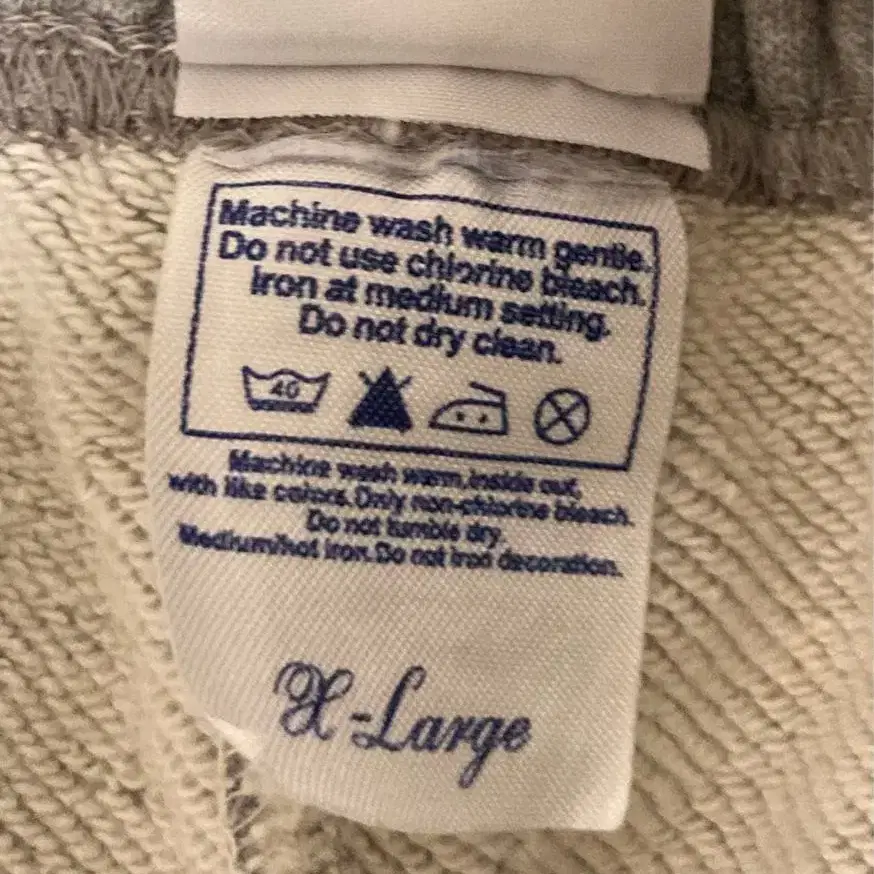 Machine wash warm gentle.
Do not use chlorine bleach.
Iron at medium setting.
Do not dry clean.
40
Machine wash warm, inside out,
with like colors. Only non-chlorine bleach.
Do not tumble dry.
Medium/hot iron. Do not iron decoration.
X-Large